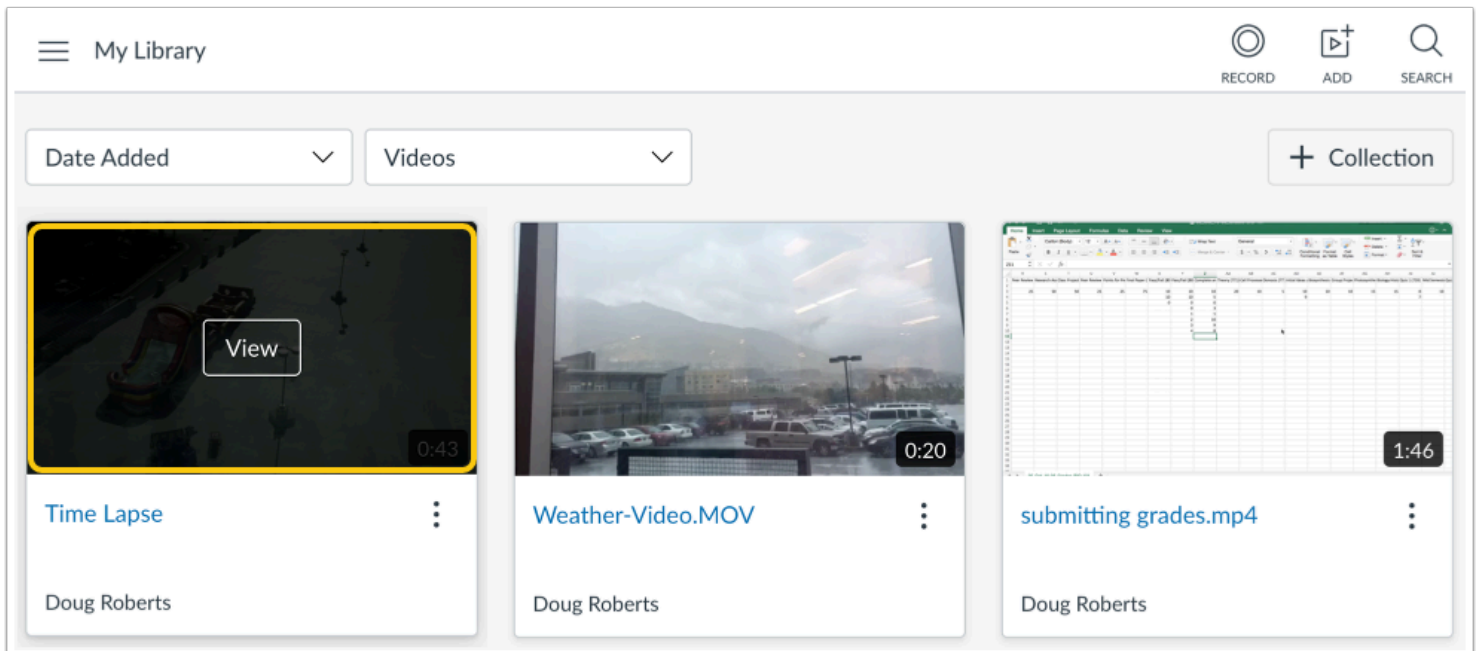 My Library
RECORD
ADD
SEARCH
Date Added
Videos
+ Collection
View
0:43
0:20
1:46
Time Lapse
Weather-Video.MOV
submitting grades.mp4
Doug Roberts
Doug Roberts
Doug Roberts